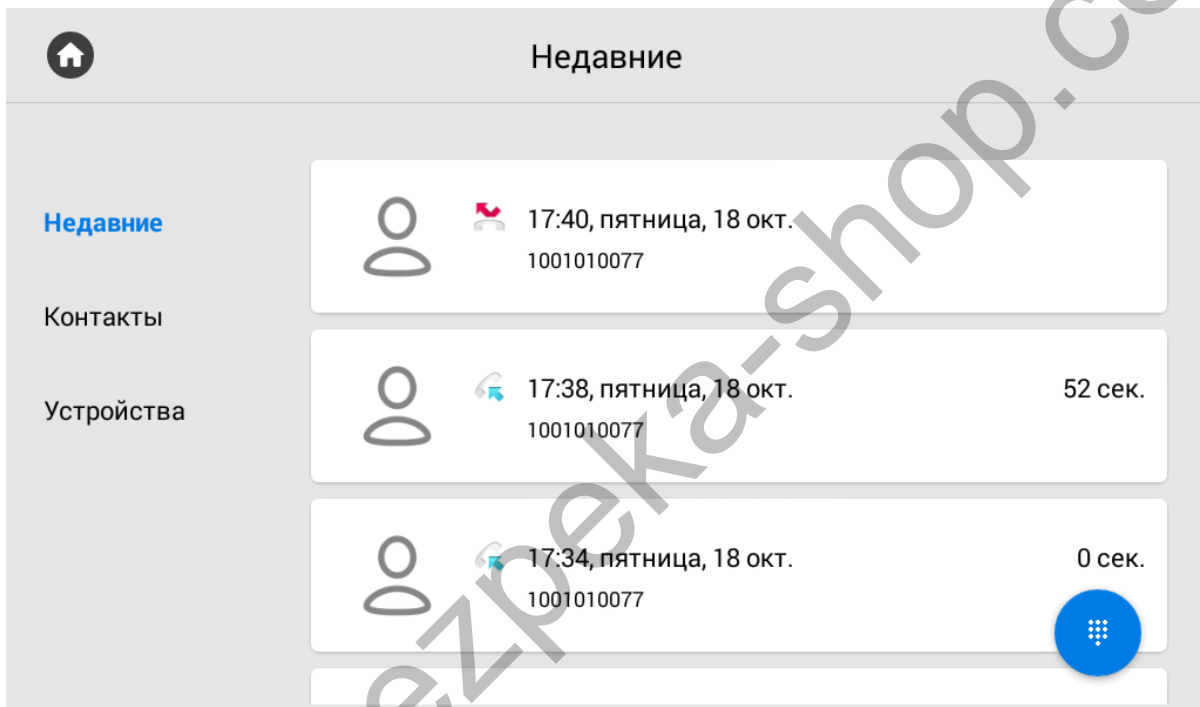 Недавние
Недавние
Контакты
Устройства
17:40, пятница, 18 окт.
1001010077
17:38, пятница, 18 окт.
52 сек.
1001010077
17:34, пятница, 18 окт.
0 сек.
1001010077
ezpeka-shop.co